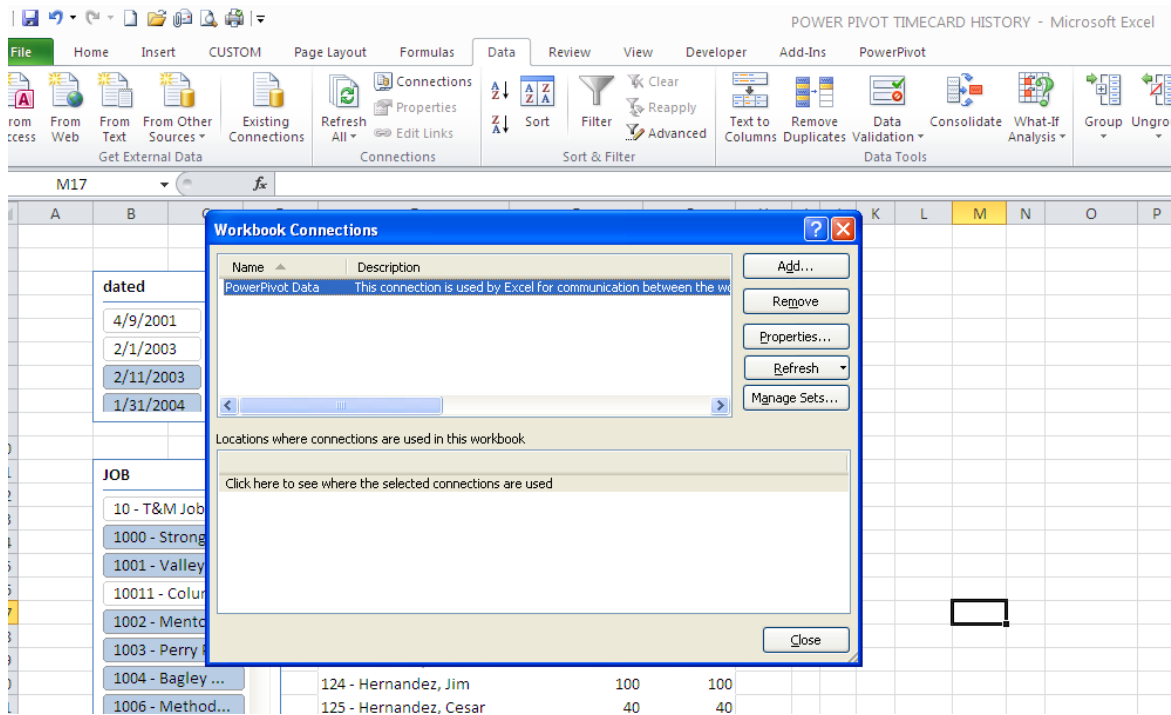 POWER PIVOT TIMECARD HISTORY - Microsoft Excel
File Home Insert CUSTOM Page Layout Formulas Data Review View Developer Add-Ins PowerPivot
From Web
From Text
From Other Sources
Existing Connections
Get External Data
Refresh All
Connections
Properties
Edit Links
Connections
Sort
Filter
Clear
Reapply
Advanced
Sort & Filter
Text to Columns
Remove Duplicates
Data Validation
Consolidate
What-If Analysis
Data Tools
Group
M17
fx
A B K L M N O P
Workbook Connections
Name Description
PowerPivot Data This connection is used by Excel for communication between the
Add...
Remove
Properties...
Refresh
Manage Sets...
Locations where connections are used in this workbook
Click here to see where the selected connections are used
Close
dated
4/9/2001
2/1/2003
2/11/2003
1/31/2004
JOB
10 - T&M Job
1000 - Strong
1001 - Valley
10011 - Colur
1002 - Mento
1003 - Perry
1004 - Bagley ...
1006 - Method...
124 - Hernandez, Jim 100 100
125 - Hernandez, Cesar 40 40